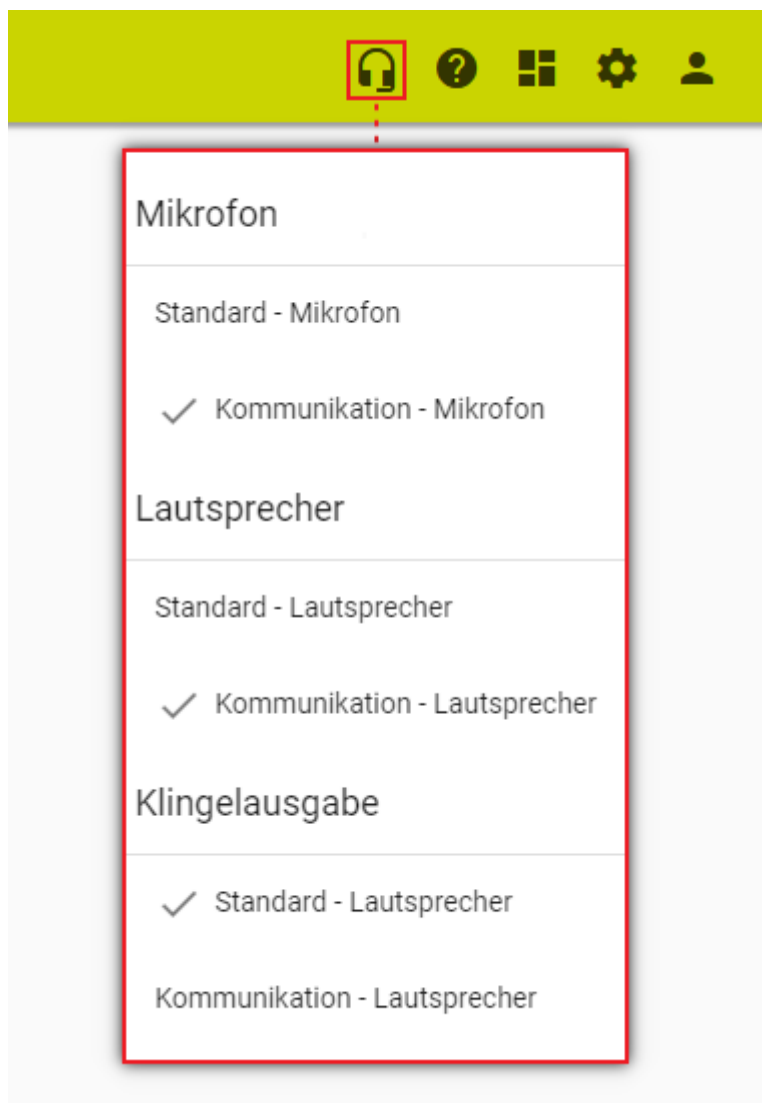 Mikrofon
Standard - Mikrofon
Kommunikation - Mikrofon
Lautsprecher
Standard - Lautsprecher
Kommunikation - Lautsprecher
Klingelausgabe
Standard - Lautsprecher
Kommunikation - Lautsprecher